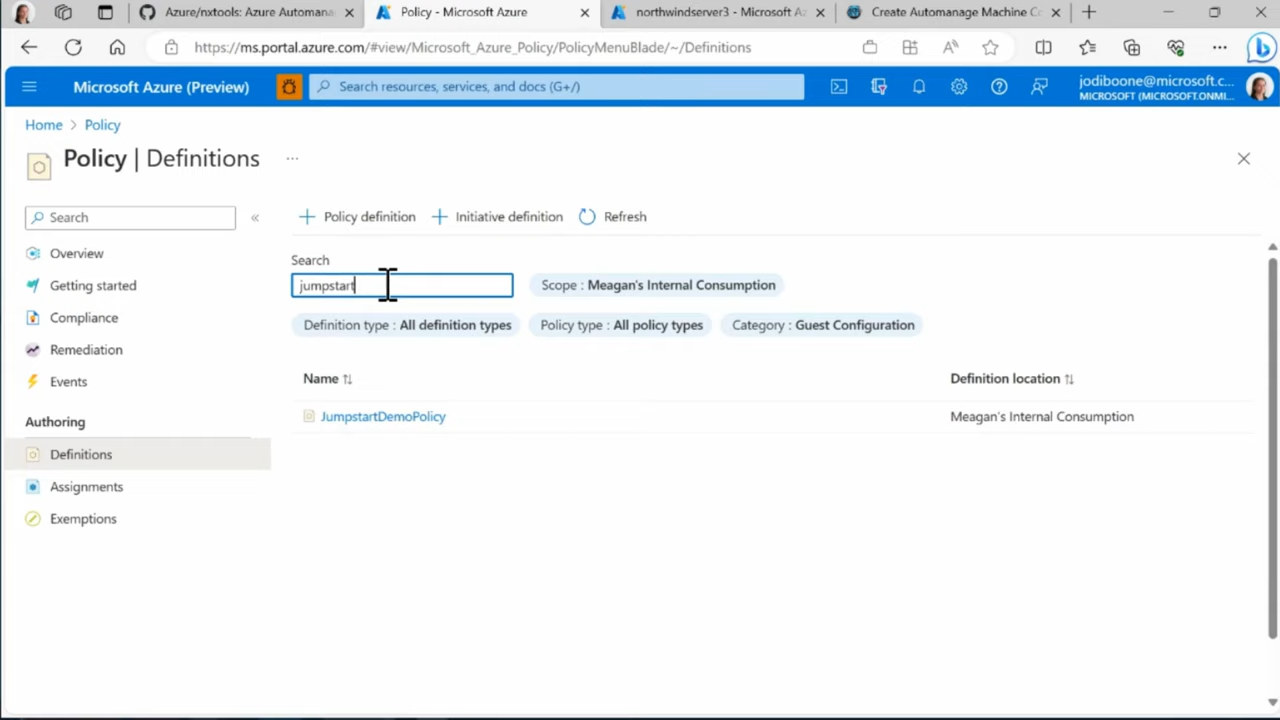 Azure/nxtools: Azure Automana
Policy - Microsoft Azure
northwindserver3 - Microsoft Az
Create Automanage Machine Co
https://ms.portal.azure.com/#view/Microsoft_Azure_Policy/PolicyMenuBlade/~/Definitions
Microsoft Azure (Preview)
Search resources, services, and docs (G+/)
jodiboone@microsoft.c...
MICROSOFT (MICROSOFT.ONMI...
Home > Policy
Policy | Definitions
...
Search
«
Policy definition
Initiative definition
Refresh
Overview
Getting started
Compliance
Remediation
Events
Authoring
Definitions
Assignments
Exemptions
Search
jumpstart
Scope : Meagan's Internal Consumption
Definition type : All definition types
Policy type : All policy types
Category : Guest Configuration
Name
Definition location
JumpstartDemoPolicy
Meagan's Internal Consumption